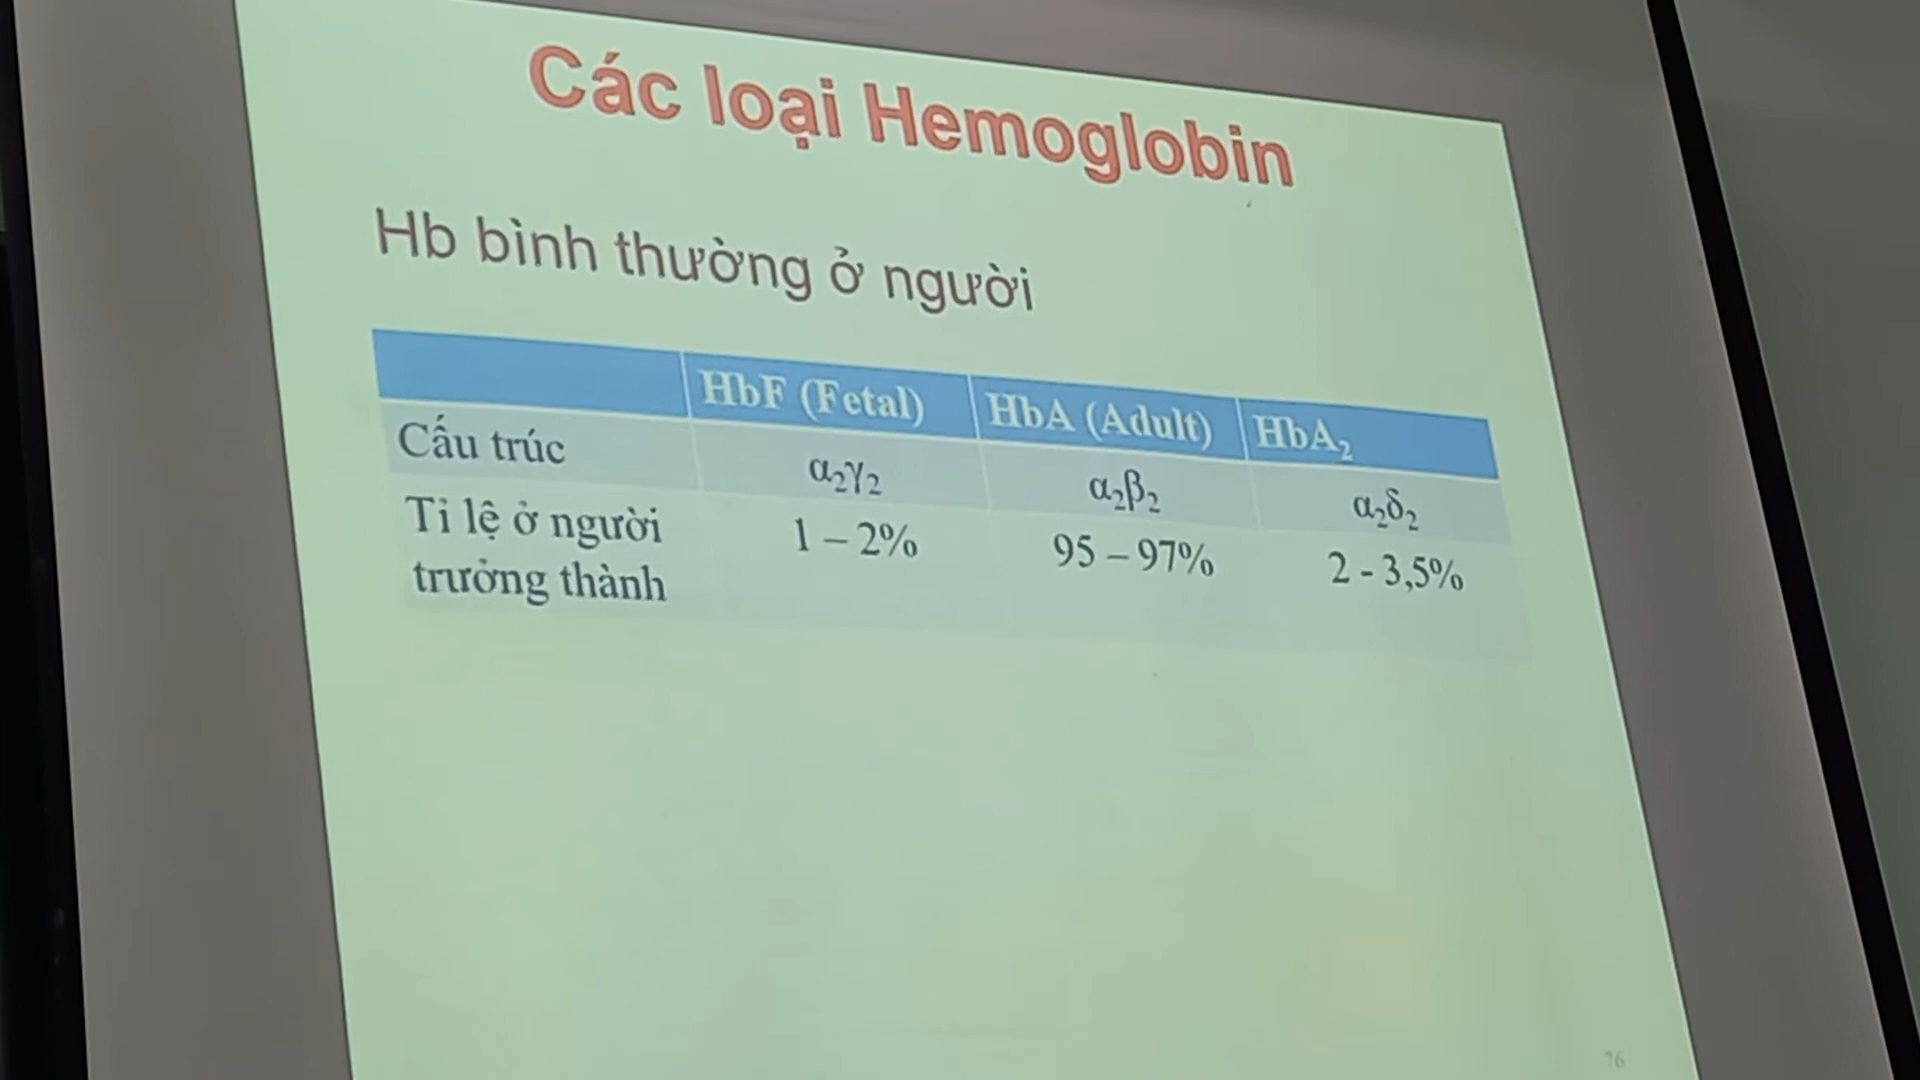 Các loại Hemoglobin
Hb bình thường ở người
HbF (Fetal) HbA (Adult) HbA₂
Cấu trúc α₂γ₂ α₂β₂ α₂δ₂
Tỉ lệ ở người 1 – 2% 95 – 97% 2 - 3,5%
trưởng thành
76